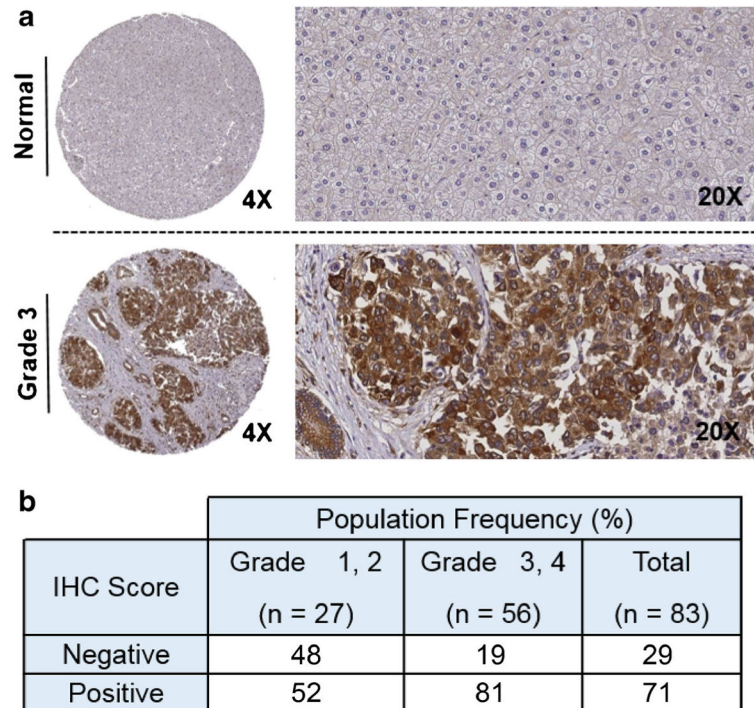 a
Normal
4X
20X
Grade 3
4X
20X
b
Population Frequency (%)
IHC Score
Grade 1, 2
(n = 27)
Grade 3, 4
(n = 56)
Total
(n = 83)
Negative 48 19 29
Positive 52 81 71